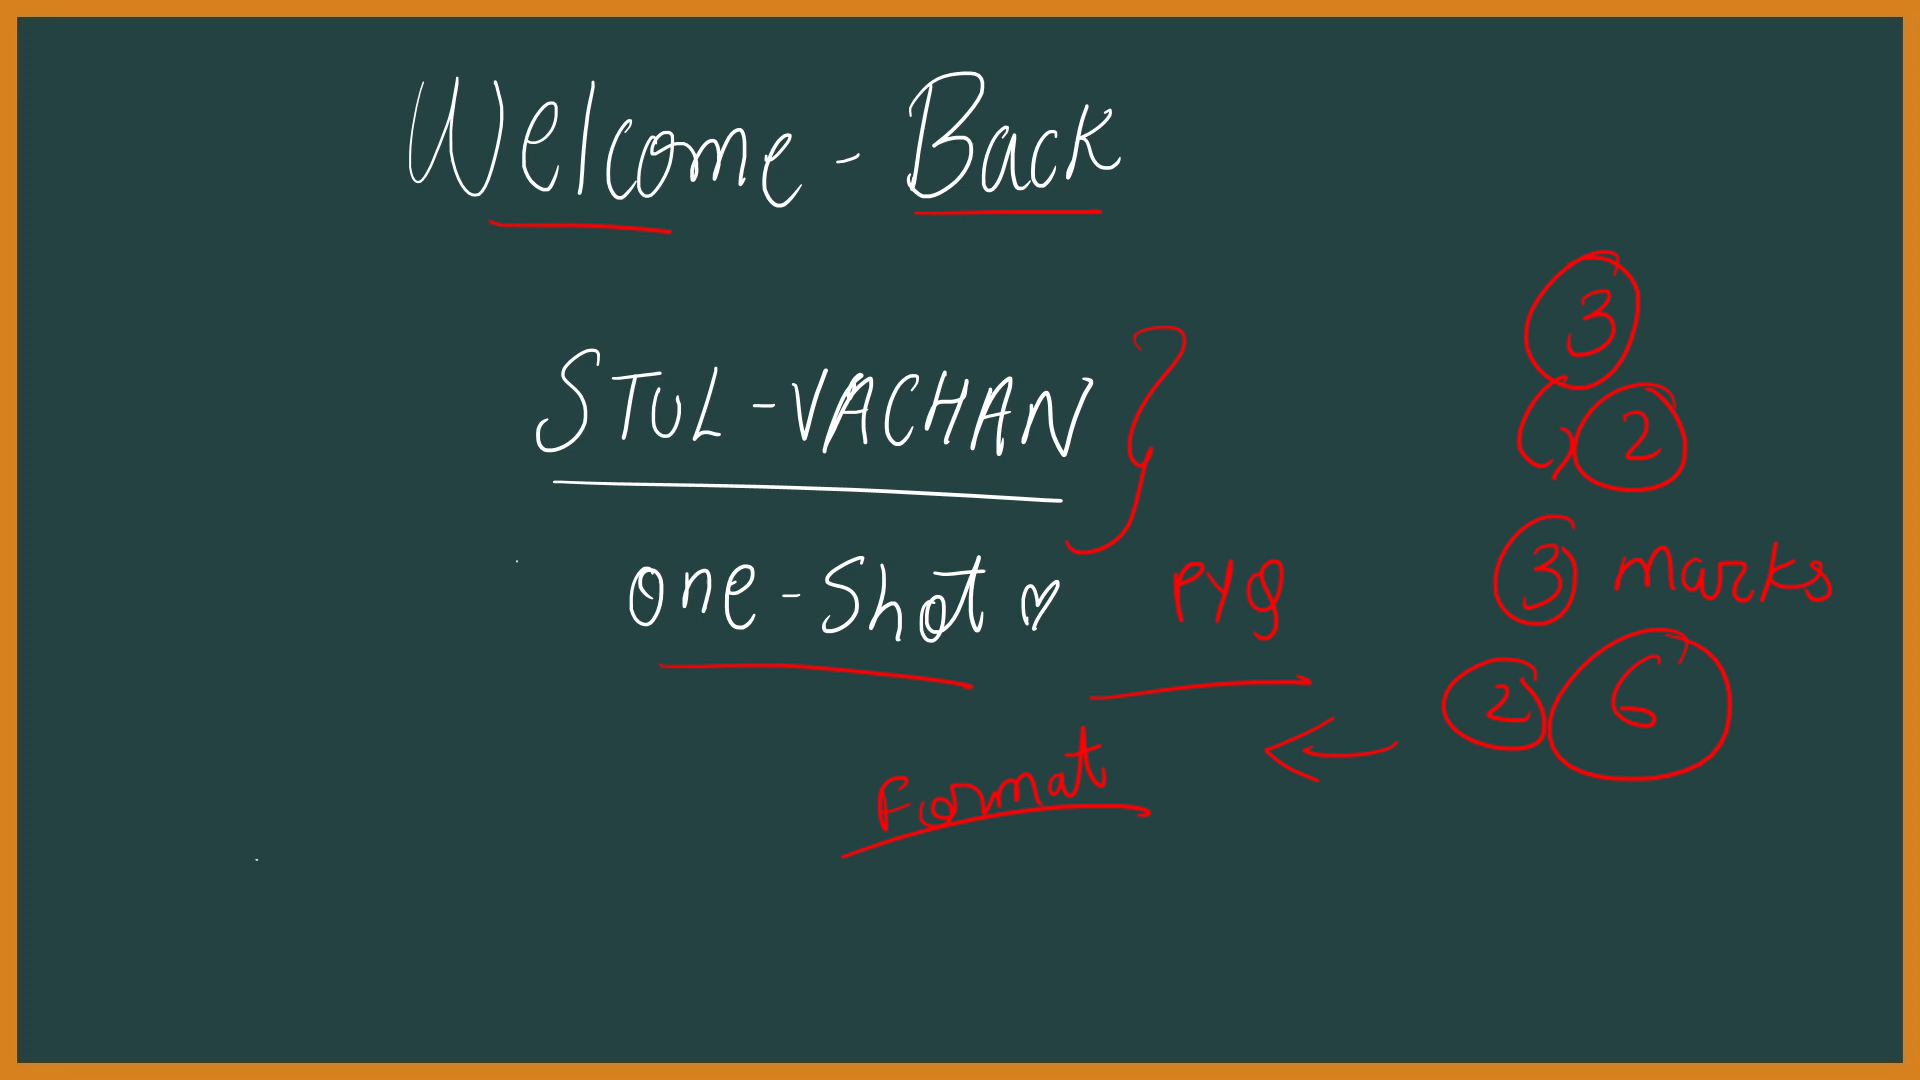 Welcome - Back
3
STUL-VACHAN
2
one-Shot
PYQ
3 marks
2 6
Format